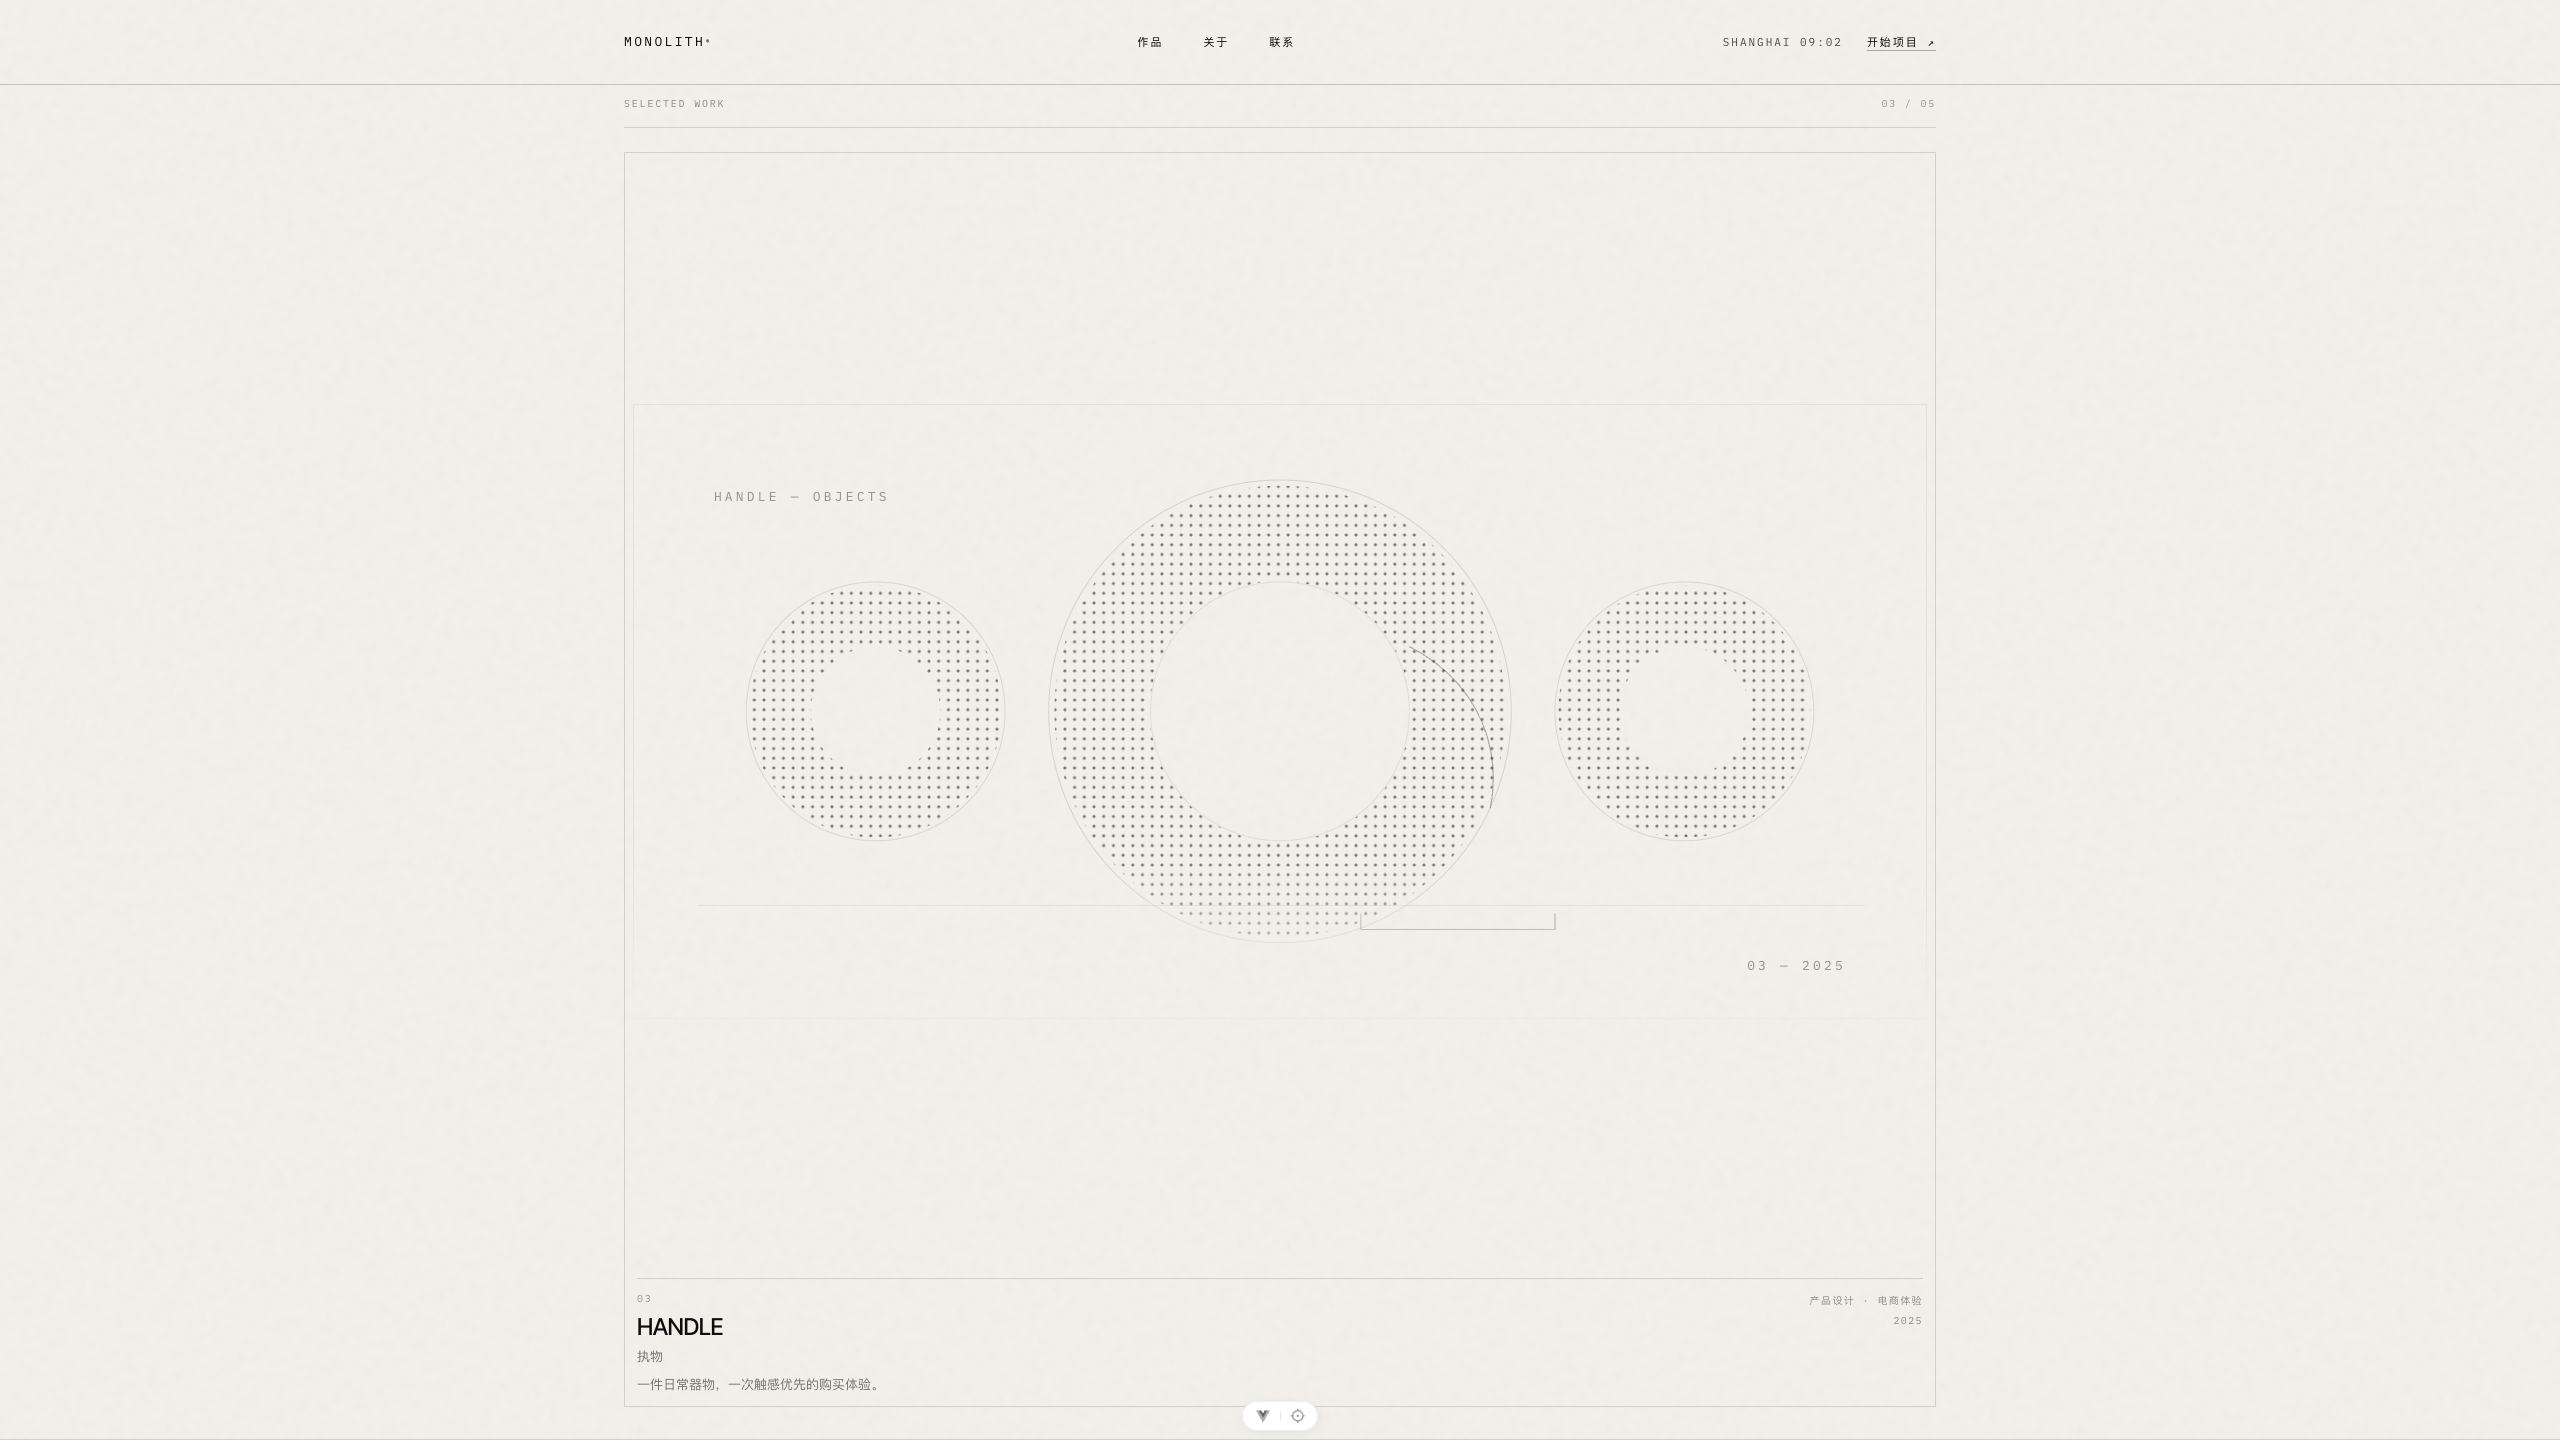 MONOLITH
作品
关于
联系
SHANGHAI 09:02
开始项目 ↗
SELECTED WORK
03 / 05
HANDLE — OBJECTS
03 — 2025
03
HANDLE
执物
一件日常器物，一次触感优先的购买体验。
产品设计 · 电商体验
2025